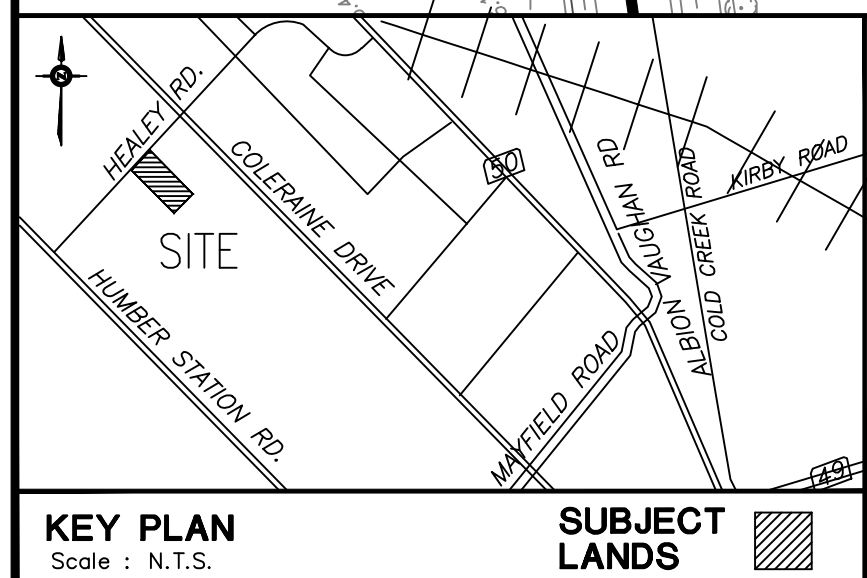 N
HEALEY RD.
COLERAINE DRIVE
50
ALBION VAUGHAN RD
COLD CREEK ROAD
KIRBY ROAD
SITE
HUMBER STATION RD.
MAYFIELD ROAD
49
KEY PLAN
Scale : N.T.S.
SUBJECT
LANDS